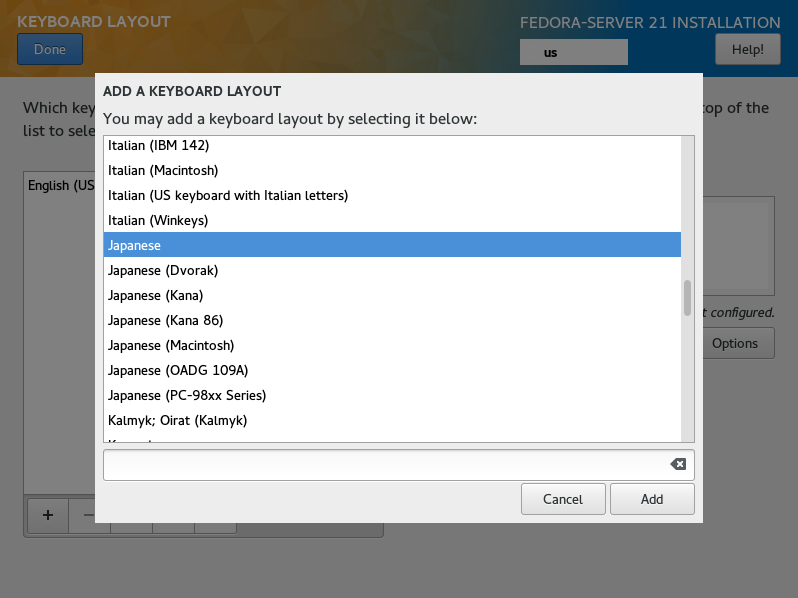 KEYBOARD LAYOUT
FEDORA-SERVER 21 INSTALLATION
Done
us
Help!
Which key
top of the
list to sele
English (US
ADD A KEYBOARD LAYOUT
You may add a keyboard layout by selecting it below:
Italian (IBM 142)
Italian (Macintosh)
Italian (US keyboard with Italian letters)
Italian (Winkeys)
Japanese
Japanese (Dvorak)
Japanese (Kana)
Japanese (Kana 86)
Japanese (Macintosh)
Japanese (OADG 109A)
Japanese (PC-98xx Series)
Kalmyk; Oirat (Kalmyk)
t configured.
Options
Cancel
Add